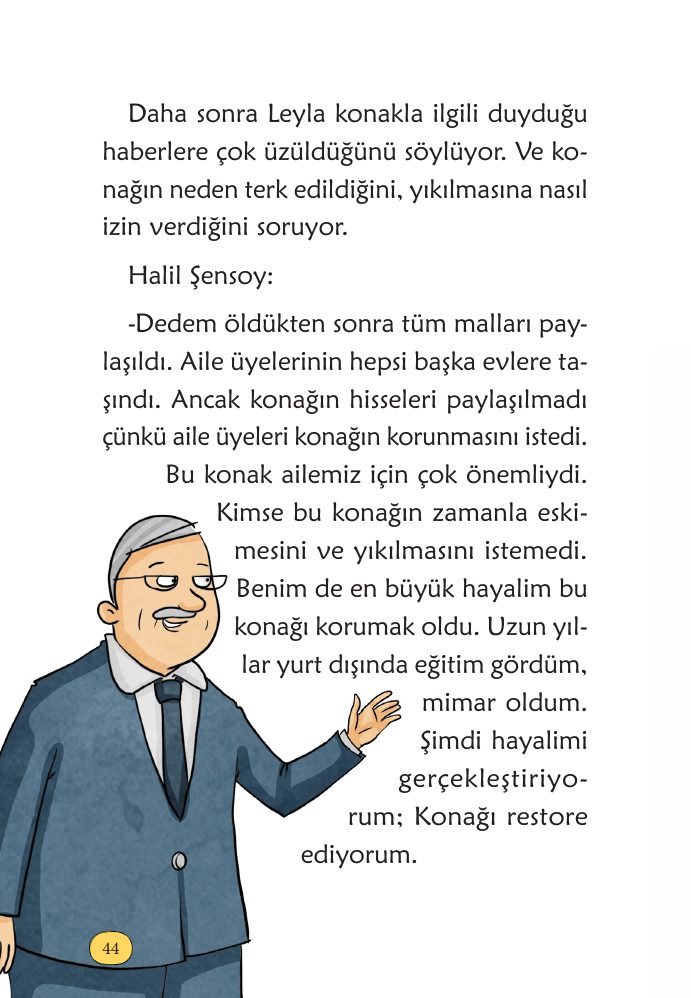 Daha sonra Leyla konakla ilgili duyduğu
haberlere çok üzüldüğünü söylüyor. Ve ko-
nağın neden terk edildiğini, yıkılmasına nasıl
izin verdiğini soruyor.
Halil Şensoy:
-Dedem öldükten sonra tüm malları pay-
laşıldı. Aile üyelerinin hepsi başka evlere ta-
şındı. Ancak konağın hisseleri paylaşılmadı
çünkü aile üyeleri konağın korunmasını istedi.
Bu konak ailemiz için çok önemliydi.
Kimse bu konağın zamanla eski-
mesini ve yıkılmasını istemedi.
Benim de en büyük hayalim bu
konağı korumak oldu. Uzun yıl-
lar yurt dışında eğitim gördüm,
mimar oldum.
Şimdi hayalimi
gerçekleştiriyo-
rum; Konağı restore
ediyorum.
44